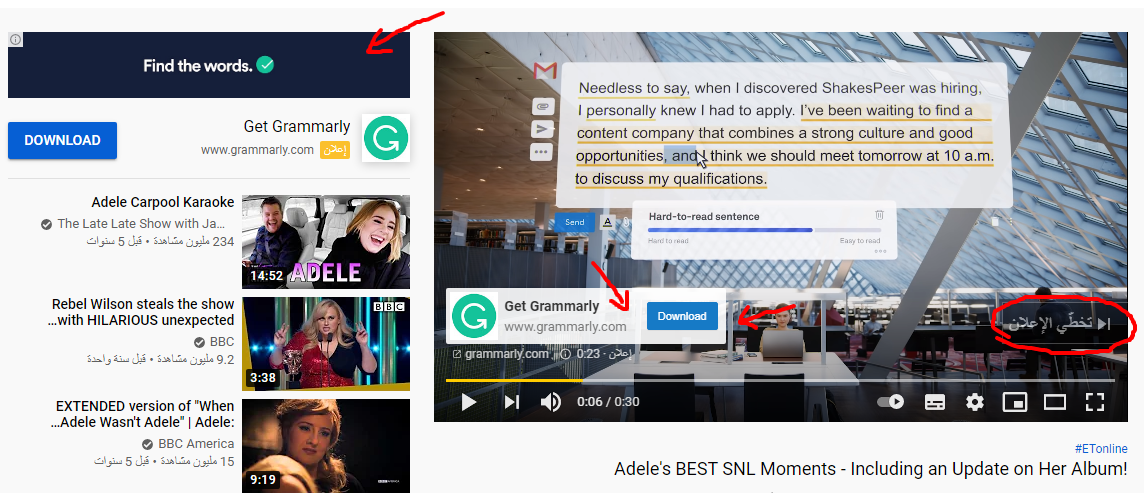 Find the words.
DOWNLOAD
Get Grammarly
www.grammarly.com إعلان
Adele Carpool Karaoke
The Late Late Show with Ja...
234 مليون مشاهدة • قبل 5 سنوات
14:52
ADELE
Rebel Wilson steals the show
...with HILARIOUS unexpected
BBC
9.2 مليون مشاهدة • قبل سنة واحدة
BBC
3:38
EXTENDED version of "When
...Adele Wasn't Adele" | Adele:
BBC America
15 مليون مشاهدة • قبل 5 سنوات
9:19
Needless to say, when I discovered ShakesPeer was hiring,
I personally knew I had to apply. I've been waiting to find a
content company that combines a strong culture and good
opportunities, and I think we should meet tomorrow at 10 a.m.
to discuss my qualifications.
Send
A
Hard-to-read sentence
Hard to read
Easy to read
Get Grammarly
www.grammarly.com
Download
تخطّي الإعلان
grammarly.com
إعلان · 0:23
0:06 / 0:30
#ETonline
Adele's BEST SNL Moments - Including an Update on Her Album!